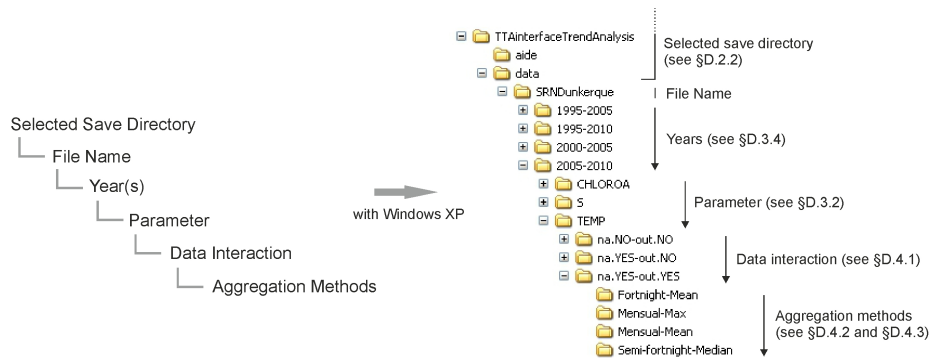 Selected Save Directory
File Name
Year(s)
Parameter
Data Interaction
Aggregation Methods
with Windows XP
TTAinterfaceTrendAnalysis
aide
data
SRNDunkerque
1995-2005
1995-2010
2000-2005
2005-2010
CHLOROA
S
TEMP
na.NO-out.NO
na.YES-out.NO
na.YES-out.YES
Fortnight-Mean
Mensual-Max
Mensual-Mean
Semi-fortnight-Median
Selected save directory
(see §D.2.2)
File Name
Years (see §D.3.4)
Parameter (see §D.3.2)
Data interaction (see §D.4.1)
Aggregation methods
(see §D.4.2 and §D.4.3)